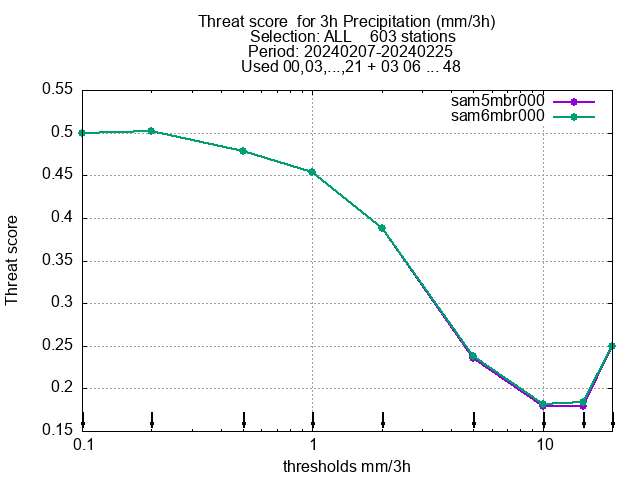 Threat score  for 3h Precipitation (mm/3h)
Selection: ALL    603 stations
Period: 20240207-20240225
Used 00,03,...,21 + 03 06 ... 48
sam5mbr000
sam6mbr000
0.55
0.5
0.45
0.4
0.35
0.3
0.25
0.2
0.15
Threat score
0.1 1 10
thresholds mm/3h